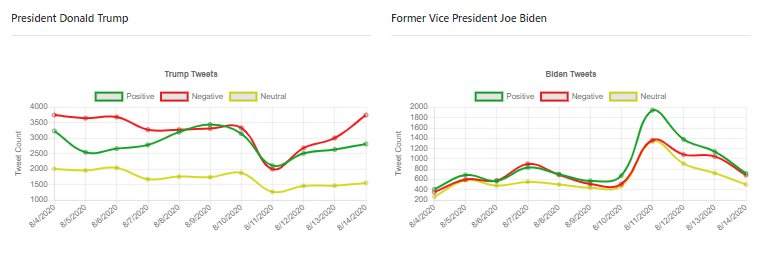 President Donald Trump
Former Vice President Joe Biden
Trump Tweets
Positive Negative Neutral
4000
3500
3000
2500
2000
1500
1000
Tweet Count
8/4/2020 8/5/2020 8/6/2020 8/7/2020 8/8/2020 8/9/2020 8/10/2020 8/11/2020 8/12/2020 8/13/2020 8/14/2020
Biden Tweets
Positive Negative Neutral
2000
1800
1600
1400
1200
1000
800
600
400
200
Tweet Count
8/4/2020 8/5/2020 8/6/2020 8/7/2020 8/8/2020 8/9/2020 8/10/2020 8/11/2020 8/12/2020 8/13/2020 8/14/2020